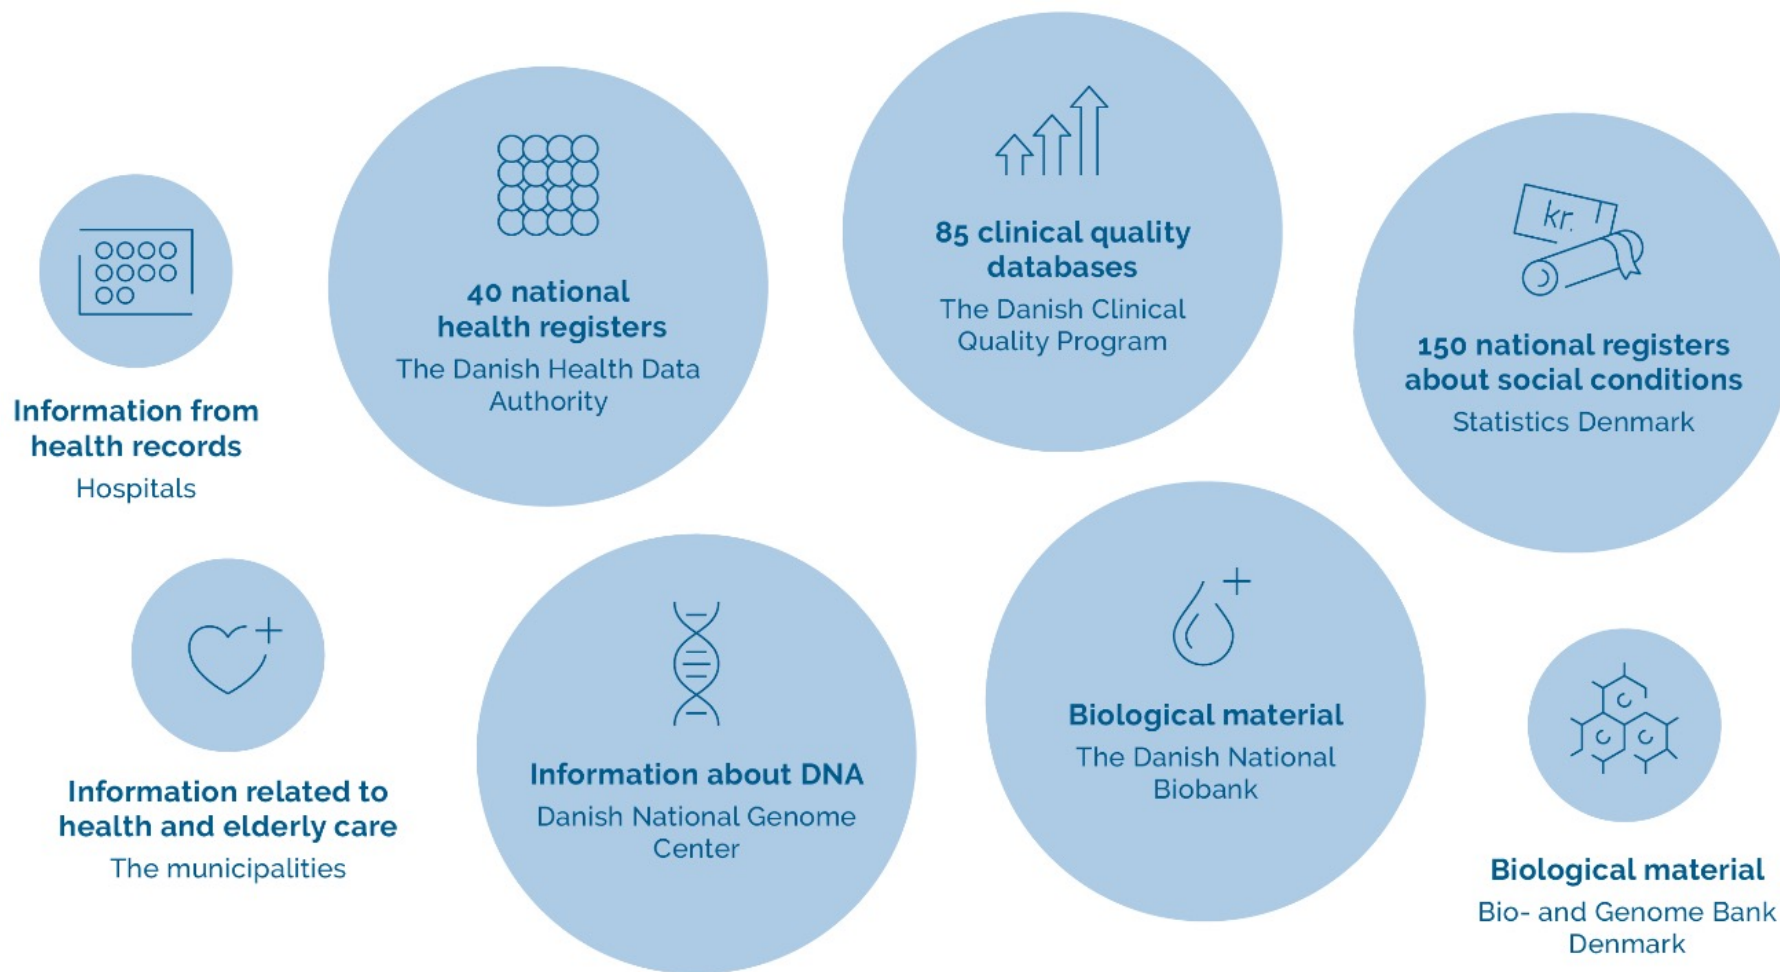 Information from
health records
Hospitals
40 national
health registers
The Danish Health Data
Authority
85 clinical quality
databases
The Danish Clinical
Quality Program
kr.
150 national registers
about social conditions
Statistics Denmark
Information related to
health and elderly care
The municipalities
Information about DNA
Danish National Genome
Center
Biological material
The Danish National
Biobank
C
C
C
Biological material
Bio- and Genome Bank
Denmark